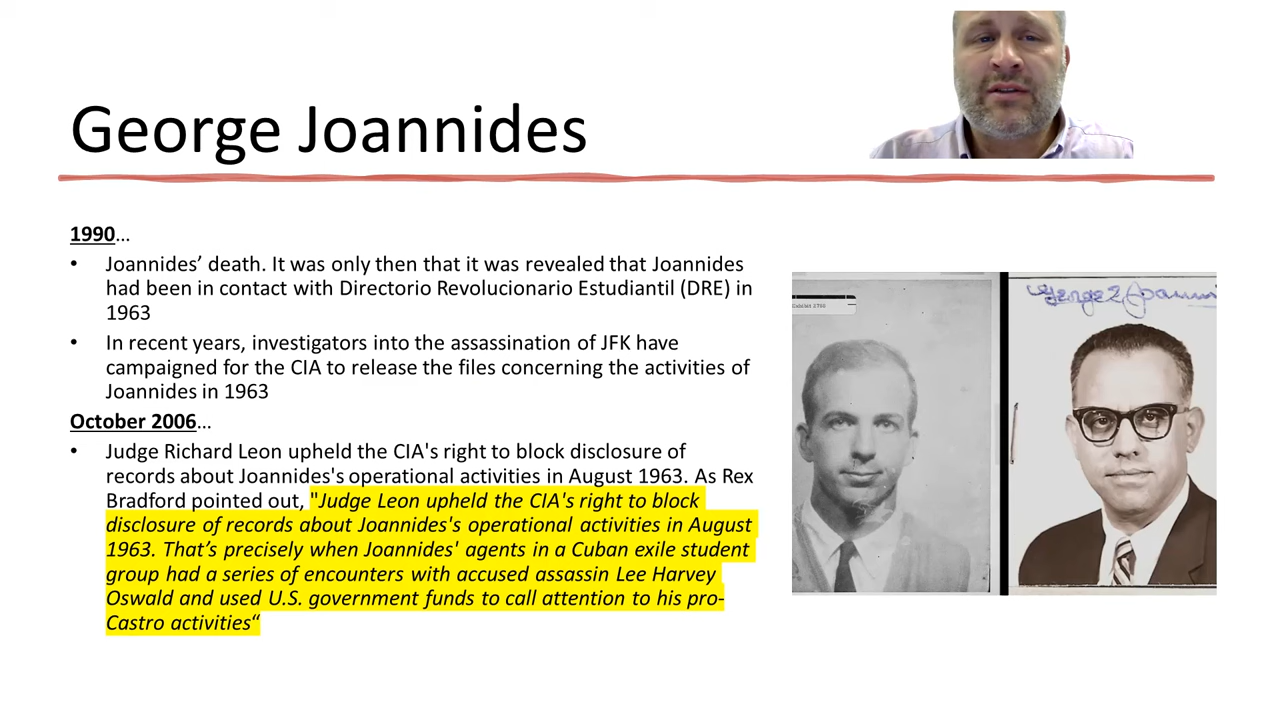 George Joannides
1990...
• Joannides’ death. It was only then that it was revealed that Joannides
had been in contact with Directorio Revolucionario Estudiantil (DRE) in
1963
• In recent years, investigators into the assassination of JFK have
campaigned for the CIA to release the files concerning the activities of
Joannides in 1963
October 2006...
• Judge Richard Leon upheld the CIA's right to block disclosure of
records about Joannides's operational activities in August 1963. As Rex
Bradford pointed out, "Judge Leon upheld the CIA's right to block
disclosure of records about Joannides's operational activities in August
1963. That’s precisely when Joannides' agents in a Cuban exile student
group had a series of encounters with accused assassin Lee Harvey
Oswald and used U.S. government funds to call attention to his pro-
Castro activities“